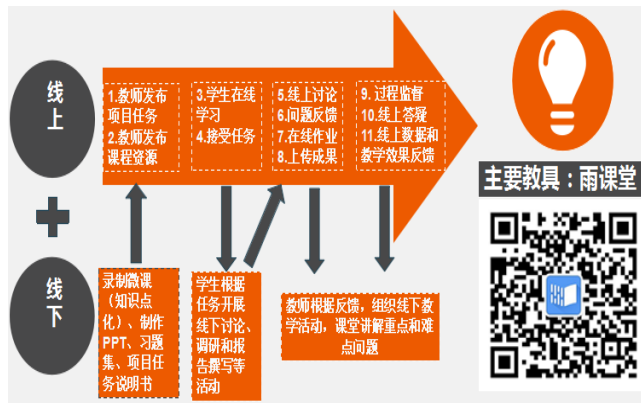 线
上
1.教师发布
项目任务
2.教师发布
课程资源
3.学生在线
学习
4.接受任务
5.线上讨论
6.问题反馈
7.在线作业
8.上传成果
9. 过程监督
10.线上答疑
11.线上数据和
教学效果反馈
主要教具：雨课堂
线
下
录制微课
（知识点
化）、制作
PPT、习题
集、项目任
务说明书
学生根据
任务开展
线下讨论、
调研和报
告撰写等
活动
教师根据反馈，组织线下教
学活动，课堂讲解重点和难
点问题